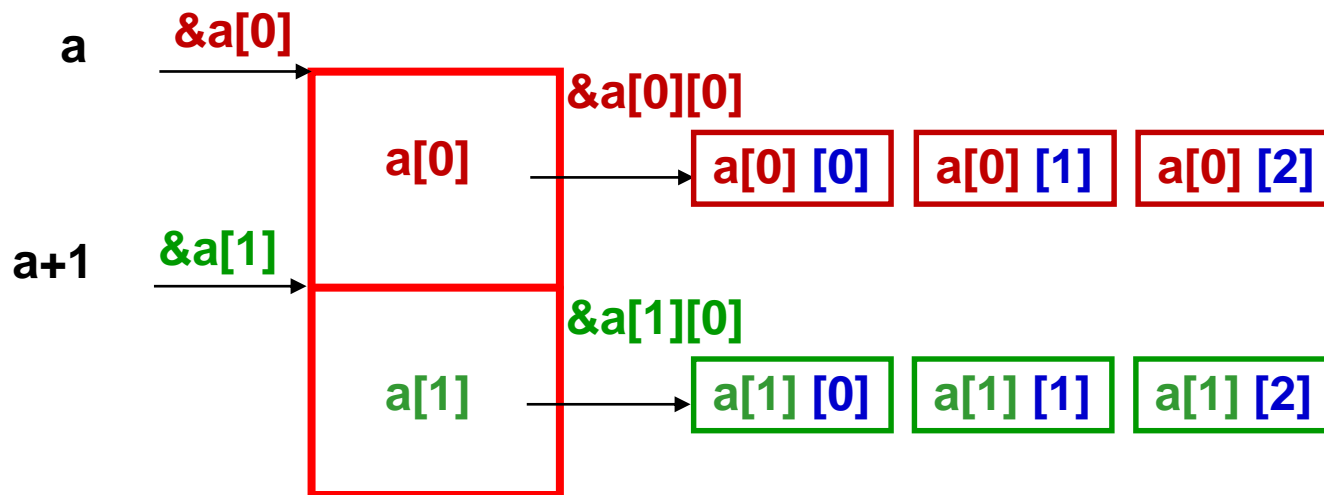 a
&a[0]
&a[0][0]
a[0]
a[0] [0]
a[0] [1]
a[0] [2]
a+1
&a[1]
&a[1][0]
a[1]
a[1] [0]
a[1] [1]
a[1] [2]